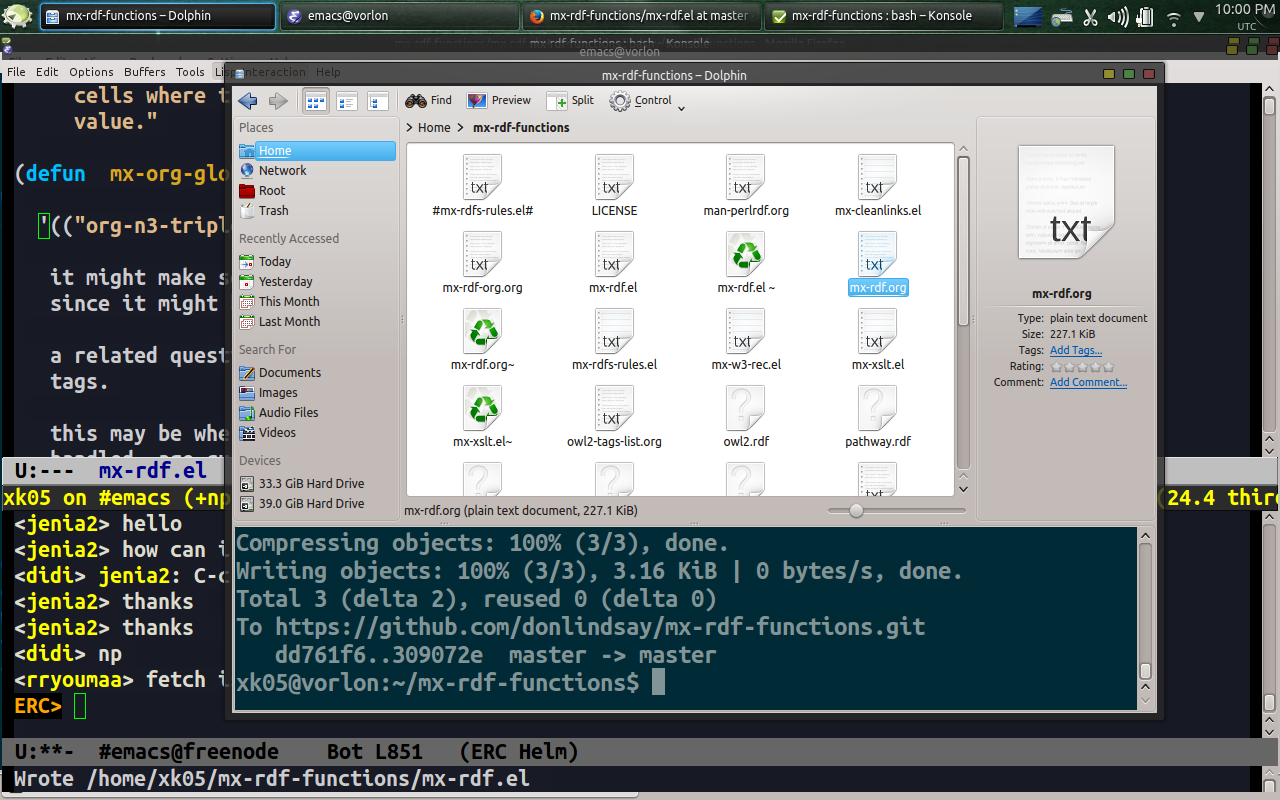 mx-rdf-functions – Dolphin
emacs@vorlon
mx-rdf-functions/mx-rdf.el at master
mx-rdf-functions : bash – Konsole
10:00 PM
UTC
emacs@vorlon
File Edit Options Buffers Tools Lisp Interaction Help
mx-rdf-functions – Dolphin
cells where t
value."
(defun mx-org-glo
'(("org-n3-tripl
it might make s
since it might
a related quest
tags.
this may be whe
U:--- mx-rdf.el
xk05 on #emacs (+np
(24.4 thir
<jenia2> hello
<jenia2> how can i
<didi> jenia2: C-c
<jenia2> thanks
<jenia2> thanks
<didi> np
<rryoumaa> fetch i
ERC>
U:**- #emacs@freenode Bot L851 (ERC Helm)
Wrote /home/xk05/mx-rdf-functions/mx-rdf.el
Find Preview Split Control
Places
Home
Network
Root
Trash
Recently Accessed
Today
Yesterday
This Month
Last Month
Search For
Documents
Images
Audio Files
Videos
Devices
33.3 GiB Hard Drive
39.0 GiB Hard Drive
> Home > mx-rdf-functions
txt txt txt txt
#mx-rdfs-rules.el# LICENSE man-perlrdf.org mx-cleanlinks.el
txt txt txt
mx-rdf-org.org mx-rdf.el mx-rdf.el ~ mx-rdf.org
txt txt txt
mx-rdf.org~ mx-rdfs-rules.el mx-w3-rec.el mx-xslt.el
txt
mx-xslt.el~ owl2-tags-list.org owl2.rdf pathway.rdf
txt
mx-rdf.org (plain text document, 227.1 KiB)
txt
mx-rdf.org
Type: plain text document
Size: 227.1 KiB
Tags: Add Tags...
Rating:
Comment: Add Comment...
Compressing objects: 100% (3/3), done.
Writing objects: 100% (3/3), 3.16 KiB | 0 bytes/s, done.
Total 3 (delta 2), reused 0 (delta 0)
To https://github.com/donlindsay/mx-rdf-functions.git
dd761f6..309072e master -> master
xk05@vorlon:~/mx-rdf-functions$